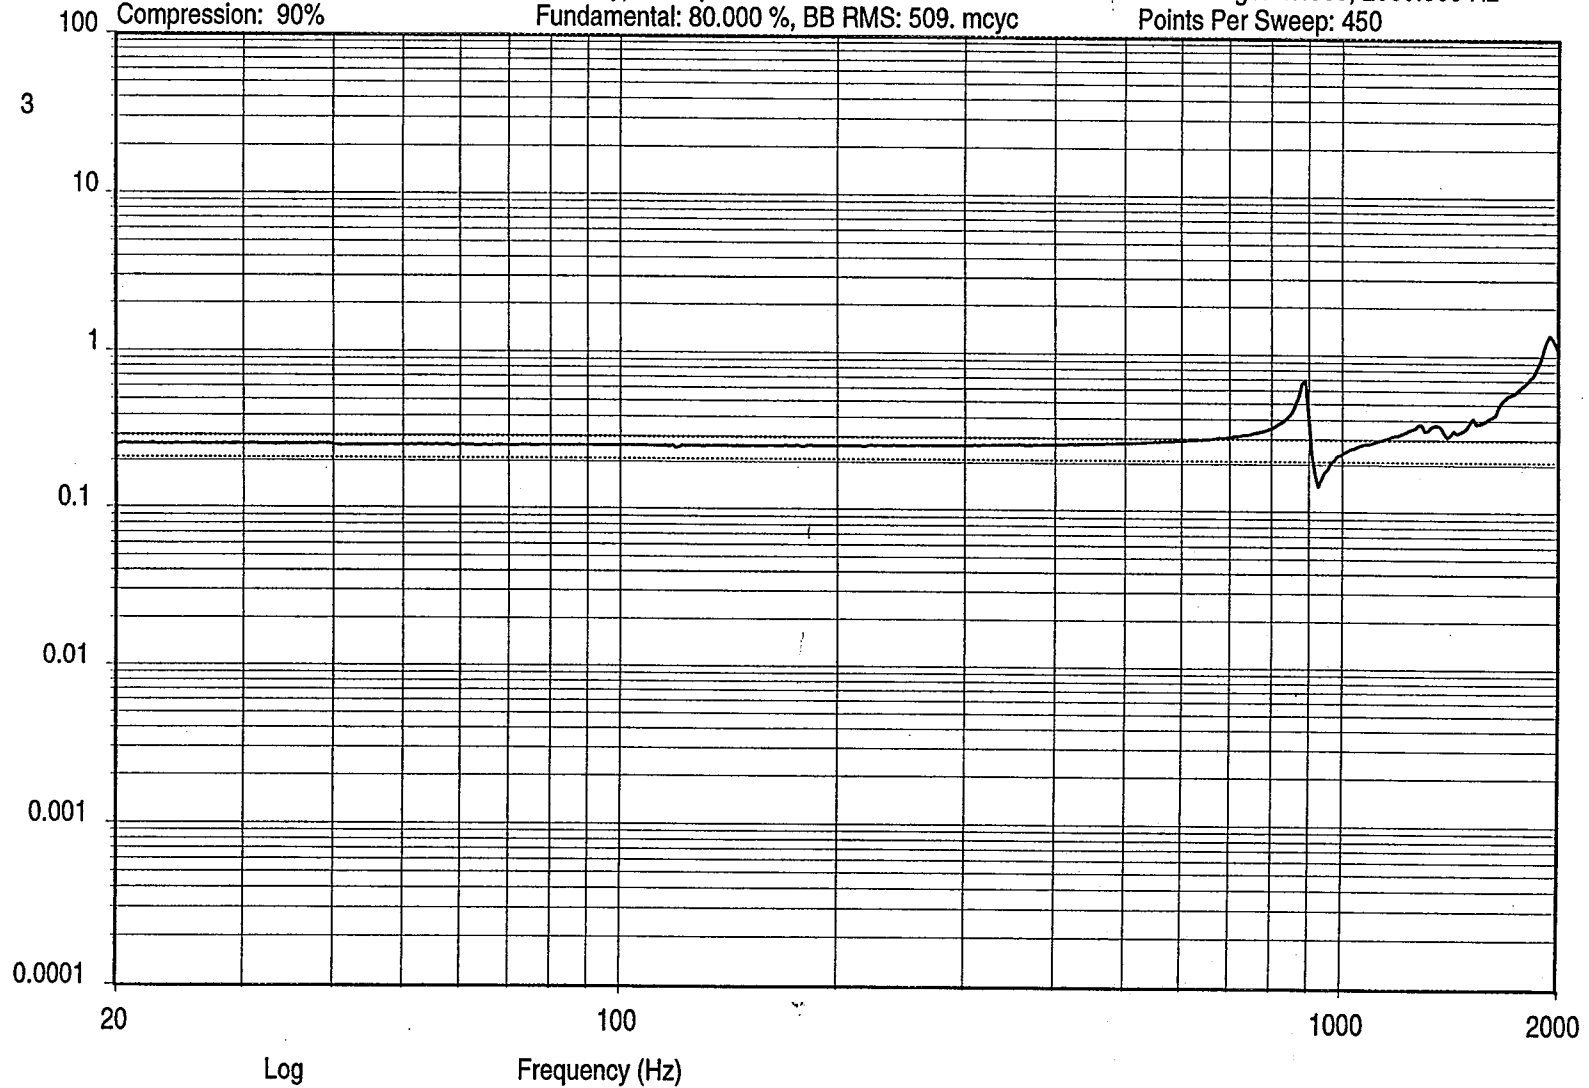 Compression: 90%
Fundamental: 80.000 %, BB RMS: 509. mcyc
Points Per Sweep: 450
100
3
10
1
0.1
0.01
0.001
0.0001
20
100
1000
2000
Log
Frequency (Hz)